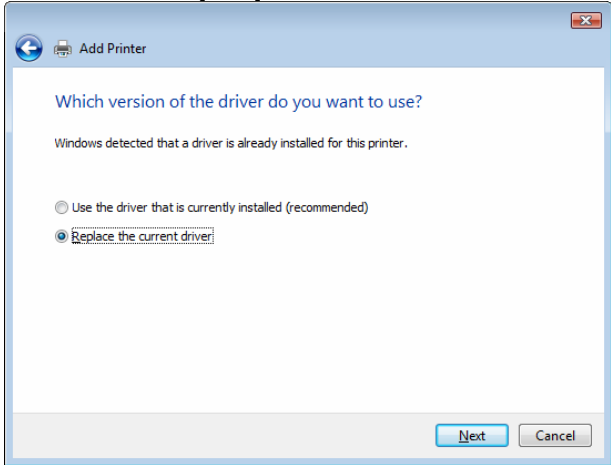 Add Printer
Which version of the driver do you want to use?
Windows detected that a driver is already installed for this printer.
Use the driver that is currently installed (recommended)
Replace the current driver
Next
Cancel